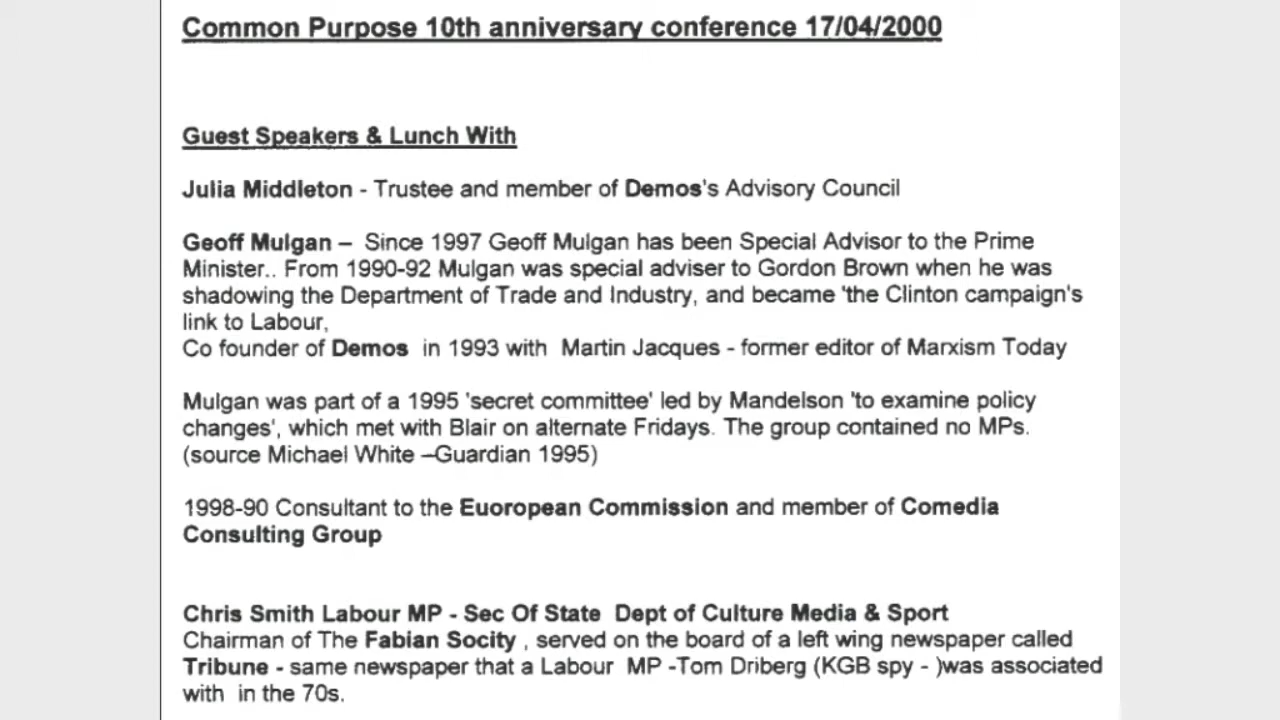 Common Purpose 10th anniversary conference 17/04/2000
Guest Speakers & Lunch With
Julia Middleton - Trustee and member of Demos's Advisory Council
Geoff Mulgan – Since 1997 Geoff Mulgan has been Special Advisor to the Prime
Minister.. From 1990-92 Mulgan was special adviser to Gordon Brown when he was
shadowing the Department of Trade and Industry, and became 'the Clinton campaign's
link to Labour,
Co founder of Demos in 1993 with Martin Jacques - former editor of Marxism Today
Mulgan was part of a 1995 'secret committee' led by Mandelson 'to examine policy
changes', which met with Blair on alternate Fridays. The group contained no MPs.
(source Michael White –Guardian 1995)
1998-90 Consultant to the Euoropean Commission and member of Comedia
Consulting Group
Chris Smith Labour MP - Sec Of State Dept of Culture Media & Sport
Chairman of The Fabian Socity , served on the board of a left wing newspaper called
Tribune - same newspaper that a Labour MP -Tom Driberg (KGB spy - )was associated
with in the 70s.